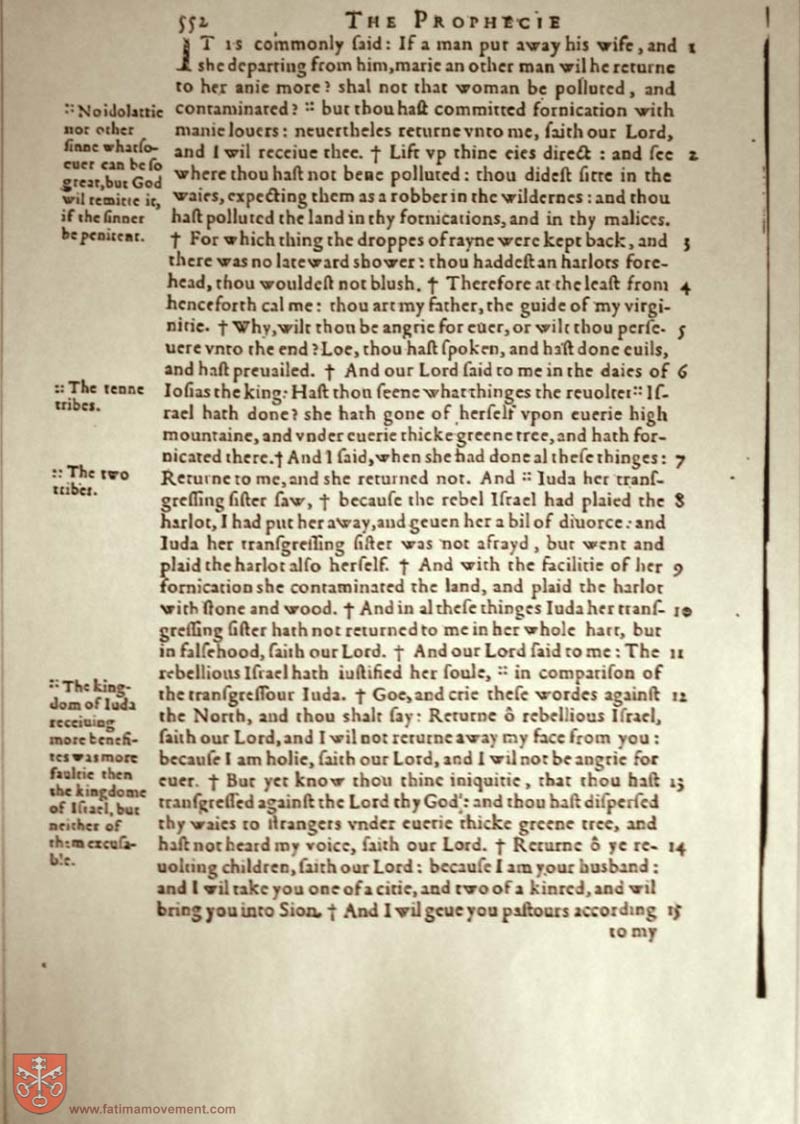 552 THE PROPHECIE
IT is commonly ſaid: If a man put away his wife, and 1
ſhe departing from him, marie an other man wil he returne
to her anie more? shal not that woman be polluted, and
contaminated? :: but thou haſt committed fornication with
manie louers: neuertheles returne vnto me, ſaith our Lord,
and I wil receiue thee. † Lift vp thine eies direct: and ſee 2
where thou haſt not bene polluted: thou dideſt ſitte in the
waies, expecting them as a robber in the wildernes: and thou
haſt polluted the land in thy fornications, and in thy malices.
† For which thing the droppes of rayne were kept back, and 3
there was no lateward shower: thou haddeſt an harlots fore-
head, thou wouldeſt not blush. † Therefore at the leaſt from 4
henceforth cal me: thou art my father, the guide of my virgi-
nitie. † Why, wilt thou be angrie for euer, or wilt thou perſe- 5
uere vnto the end? Loe, thou haſt ſpoken, and haſt done euils,
and haſt preuailed. † And our Lord ſaid to me in the daies of 6
Ioſias the king: Haſt thou ſeene what thinges the reuolter :: Iſ-
rael hath done? she hath gone of herſelf vpon euerie high
mountaine, and vnder euerie thicke greene tree, and hath for-
nicated there. † And I ſaid, when she had done al theſe thinges: 7
Returne to me, and she returned not. And :: Iuda her tranſ-
greſſing ſiſter ſaw, † becauſe the rebel Iſrael had plaied the 8
harlot, I had put her away, and geuen her a bil of diuorce: and
Iuda her tranſgreſſing ſiſter was not afrayd, but went and
plaid the harlot alſo herſelf. † And with the facilitie of her 9
fornication she contaminated the land, and plaid the harlot
with ſtone and wood. † And in al theſe thinges Iuda her tranſ- 10
greſſing ſiſter hath not returned to me in her whole hart, but
in falſehood, ſaith our Lord. † And our Lord ſaid to me: The 11
rebellious Iſrael hath iuſtified her ſoule, :: in compariſon of
the tranſgreſſour Iuda. † Goe, and crie theſe wordes againſt 12
the North, and thou shalt ſay: Returne ô rebellious Iſrael,
ſaith our Lord, and I wil not returne away my face from you:
becauſe I am holie, ſaith our Lord, and I wil not be angrie for
euer. † But yet know thou thine iniquitie, that thou haſt 13
tranſgreſſed againſt the Lord thy God: and thou haſt diſperſed
thy waies to ſtrangers vnder euerie thicke greene tree, and
haſt not heard my voice, ſaith our Lord. † Returne ô ye re- 14
uolting children, ſaith our Lord: becauſe I am your husband:
and I wil take you one of a citie, and two of a kinred, and wil
bring you into Sion. † And I wil geue you paſtours according 15
to my
:: No idolattie
nor other
ſinne whatſo-
euer can be ſo
great, but God
wil remitte it,
if the ſinner
be penitent.
:: The tenne
tribes.
:: The two
tribes.
:: The king-
dom of Iuda
receiuing
more benefi-
tes was more
faultie then
the kingdome
of Iſrael, but
neither of
them excuſa-
ble.
www.fatimamovement.com